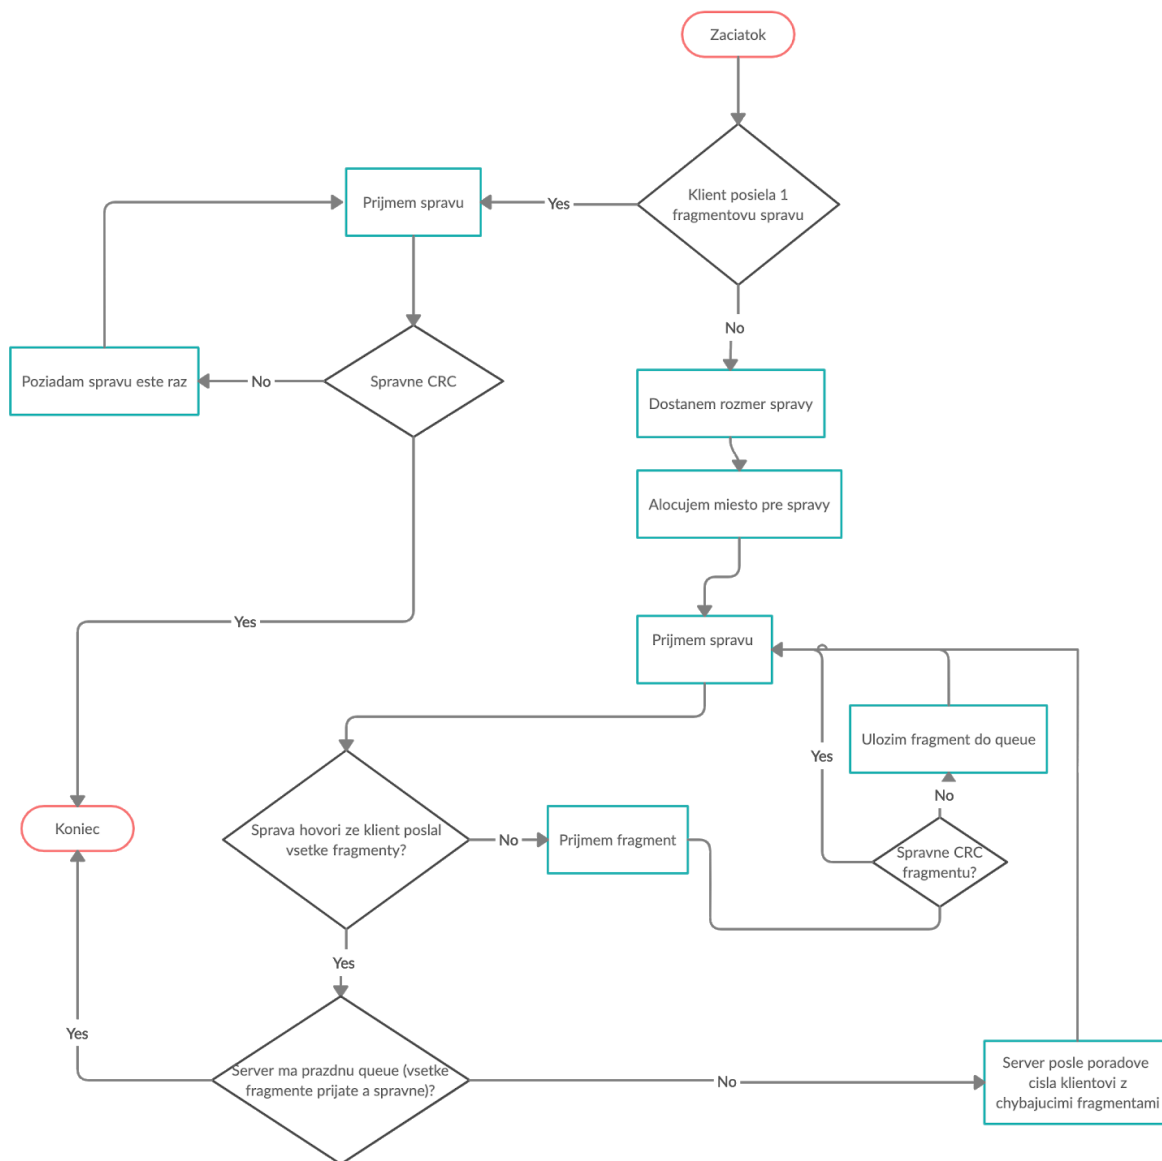 Zaciatok
Klient posiela 1
fragmentovu spravu
Yes
Prijmem spravu
No
Poziadam spravu este raz
No
Spravne CRC
Dostanem rozmer spravy
Alocujem miesto pre spravy
Yes
Prijmem spravu
Ulozim fragment do queue
Yes
No
Koniec
Sprava hovori ze klient poslal
vsetke fragmenty?
No
Prijmem fragment
Spravne CRC
fragmentu?
Yes
Yes
Server ma prazdnu queue (vsetke
fragmente prijate a spravne)?
No
Server posle poradove
cisla klientovi z
chybajucimi fragmentami